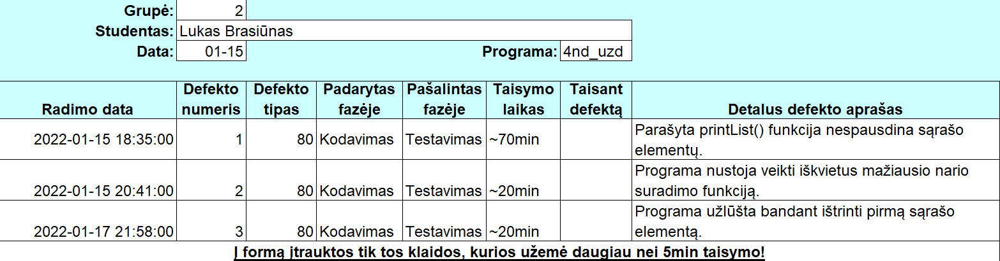 Grupė: 2
Studentas: Lukas Brasiūnas
Data: 01-15 Programa: 4nd_uzd
Radimo data Defekto numeris Defekto tipas Padarytas fazėje Pašalintas fazėje Taisymo laikas Taisant defektą Detalus defekto aprašas
2022-01-15 18:35:00 1 80 Kodavimas Testavimas ~70min Parašyta printList() funkcija nespausdina sąrašo
elementų.
2022-01-15 20:41:00 2 80 Kodavimas Testavimas ~20min Programa nustoja veikti iškvietus mažiausio nario
suradimo funkciją.
2022-01-17 21:58:00 3 80 Kodavimas Testavimas ~20min Programa užlūšta bandant ištrinti pirmą sąrašo
elementą.
Į formą įtrauktos tik tos klaidos, kurios užemė daugiau nei 5min taisymo!